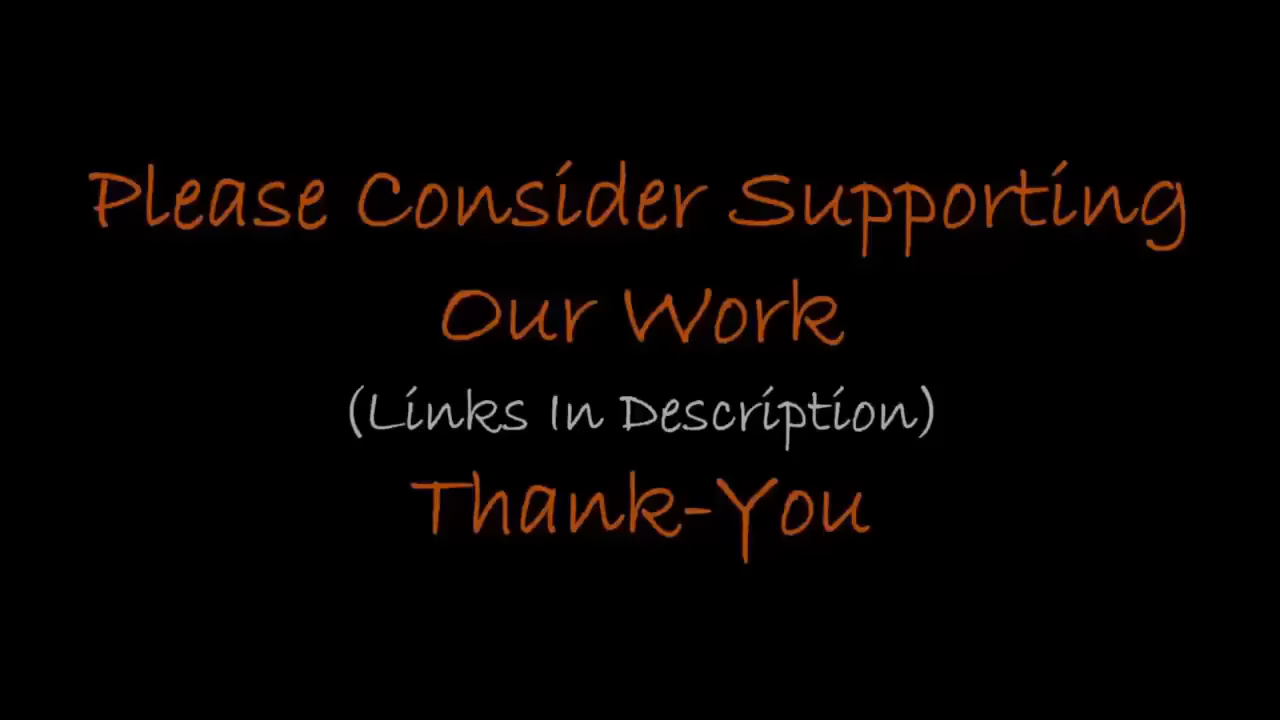 Please Consider Supporting
Our Work
(Links In Description)
Thank-You